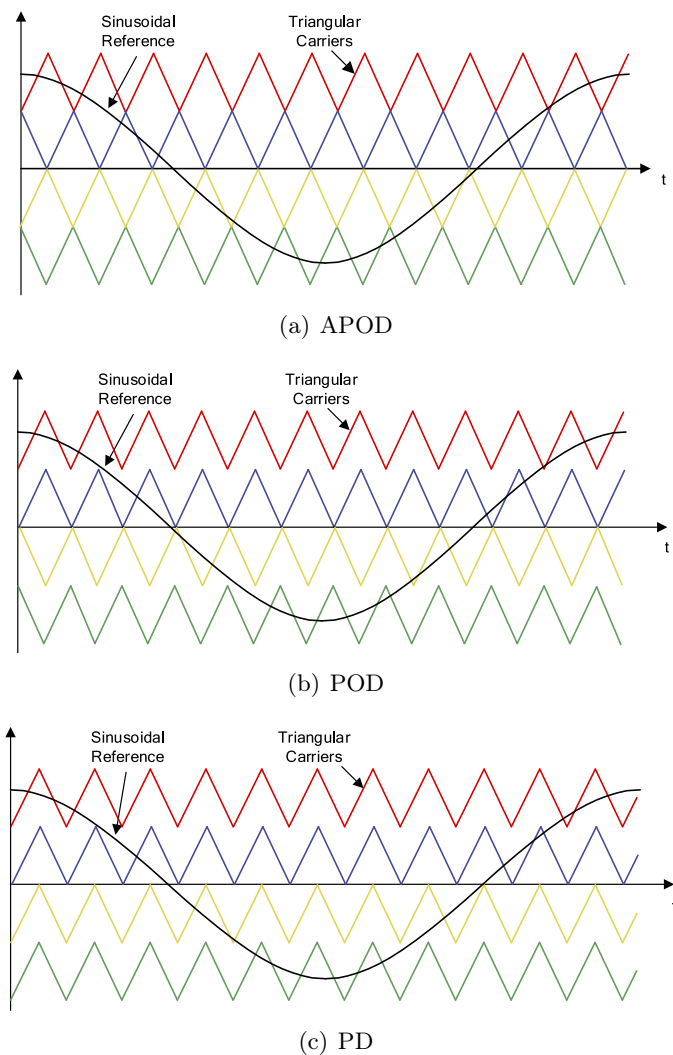 Sinusoidal
Reference
Triangular
Carriers
t
(a) APOD
Sinusoidal
Reference
Triangular
Carriers
t
(b) POD
Sinusoidal
Reference
Triangular
Carriers
(c) PD